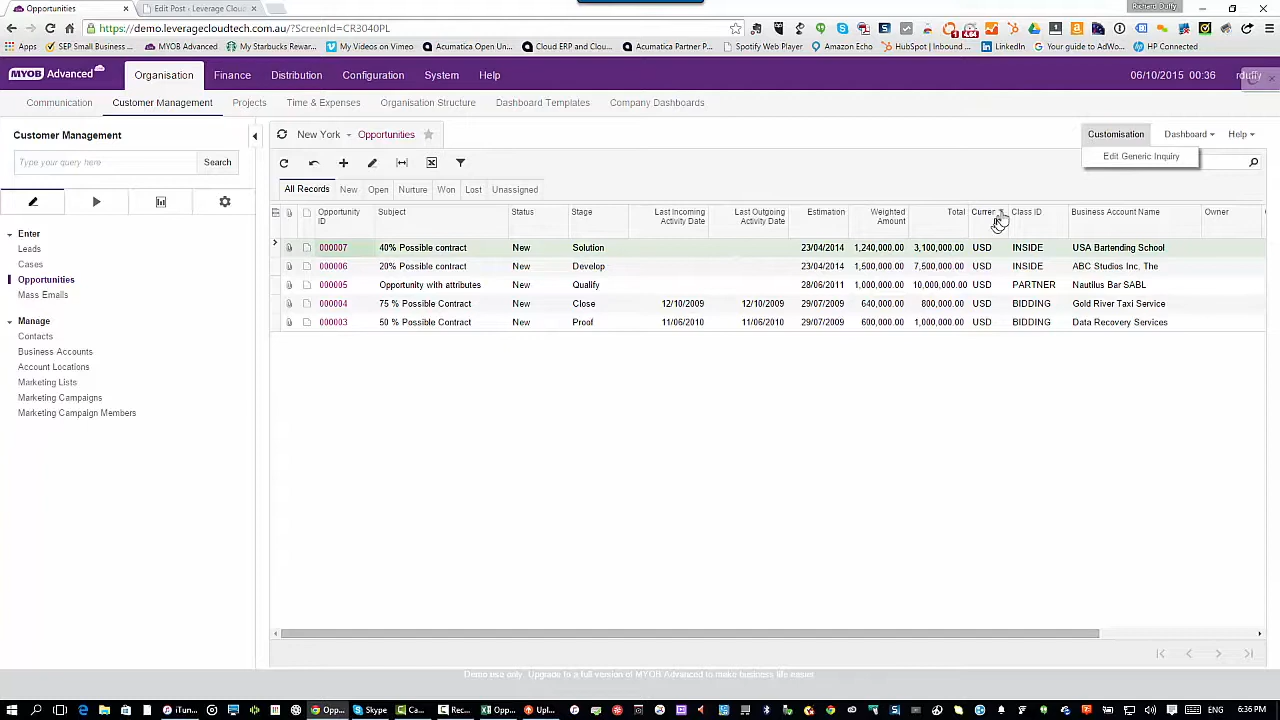 Opportunities
Edit Post ‹ Leverage Clou
Richard Duffy
https://demo.leveragecloudtech.com.au/?ScreenId=CR3040PL
Apps
SEP Small Business ...
MYOB Advanced
My Starbucks Rewar...
My Videos on Vimeo
Acumatica Open Un...
Cloud ERP and Clou...
Acumatica Partner P...
Spotify Web Player
Amazon Echo
HubSpot | Inbound ...
LinkedIn
Your guide to AdWo...
HP Connected
MYOB Advanced
Organisation
Finance
Distribution
Configuration
System
Help
06/10/2015 00:36
Communication
Customer Management
Projects
Time & Expenses
Organisation Structure
Dashboard Templates
Company Dashboards
Customer Management
New York
Opportunities
Customisation
Dashboard
Help
Edit Generic Inquiry
Type your query here
Search
All Records
New
Open
Nurture
Won
Lost
Unassigned
Opportunity ID
Subject
Status
Stage
Last Incoming Activity Date
Last Outgoing Activity Date
Estimation
Weighted Amount
Total
Curre
Class ID
Business Account Name
Owner
000007 40% Possible contract New Solution 23/04/2014 1,240,000.00 3,100,000.00 USD INSIDE USA Bartending School
000006 20% Possible contract New Develop 23/04/2014 1,500,000.00 7,500,000.00 USD INSIDE ABC Studios Inc, The
000005 Opportunity with attributes New Qualify 28/06/2011 1,000,000.00 10,000,000.00 USD PARTNER Nautilus Bar SABL
000004 75 % Possible Contract New Close 12/10/2009 12/10/2009 29/07/2009 640,000.00 800,000.00 USD BIDDING Gold River Taxi Service
000003 50 % Possible Contract New Proof 11/06/2010 11/06/2010 29/07/2009 600,000.00 1,000,000.00 USD BIDDING Data Recovery Services
Enter
Leads
Cases
Opportunities
Mass Emails
Manage
Contacts
Business Accounts
Account Locations
Marketing Lists
Marketing Campaigns
Marketing Campaign Members
Demo use only. Upgrade to a full version of MYOB Advanced to make business life easier
iTun...
Opp...
Skype
Ca...
Rec...
Opp...
Upl...
ENG
6:36 PM